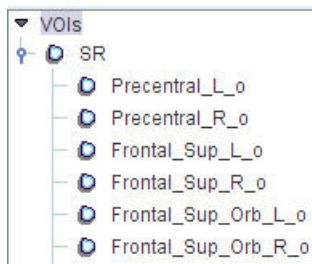 VOIs
SR
Precentral_L_o
Precentral_R_o
Frontal_Sup_L_o
Frontal_Sup_R_o
Frontal_Sup_Orb_L_o
Frontal_Sup_Orb_R_o